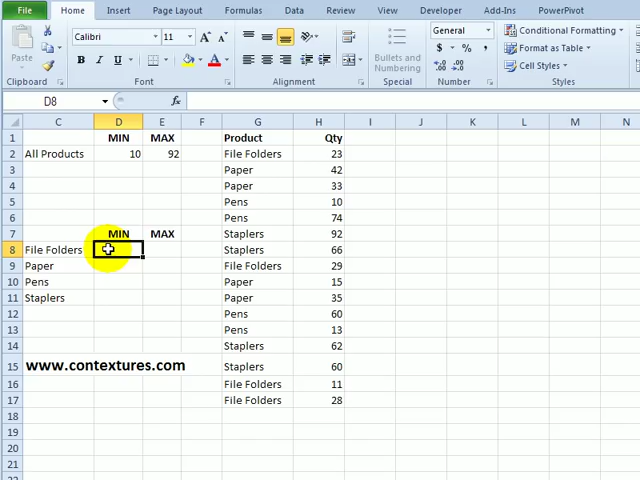 File Home Insert Page Layout Formulas Data Review View Developer Add-Ins PowerPivot
Calibri 11 General Conditional Formatting
Paste B I U A $ % , Bullets and Numbering Format as Table
Cell Styles
Clipboard Font Alignment Special Number Styles
D8 fx
C D E F G H I J K L M N
1 MIN MAX Product Qty
2 All Products 10 92 File Folders 23
3 Paper 42
4 Paper 33
5 Pens 10
6 Pens 74
7 MIN MAX Staplers 92
8 File Folders Staplers 66
9 Paper File Folders 29
10 Pens Paper 15
11 Staplers Paper 35
12 Pens 60
13 Pens 13
14 Staplers 62
15 www.contextures.com Staplers 60
16 File Folders 11
17 File Folders 28
18
19
20
21